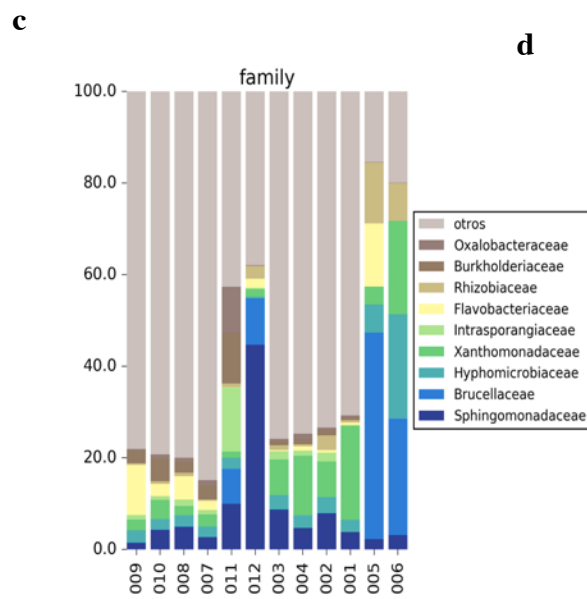 c
d
family
100.0
80.0
60.0
40.0
20.0
0.0
009 010 008 007 011 012 003 004 002 001 005 006
otros
Oxalobacteraceae
Burkholderiaceae
Rhizobiaceae
Flavobacteriaceae
Intrasporangiaceae
Xanthomonadaceae
Hyphomicrobiaceae
Brucellaceae
Sphingomonadaceae